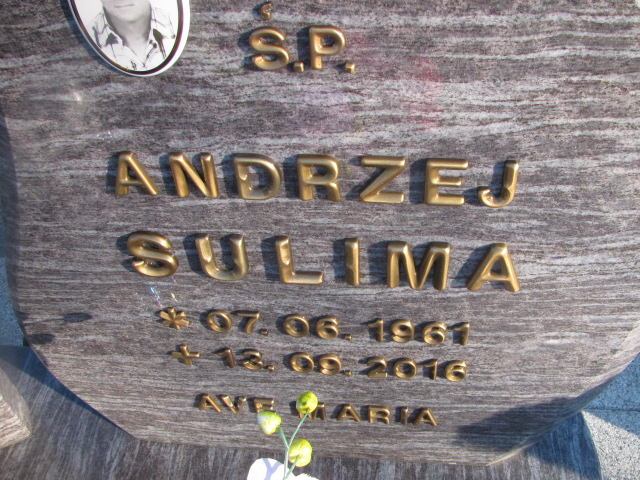 Ś.P.
ANDRZEJ
SULIMA
* 07. 06. 1961
+ 13. 09. 2016
AVE MARIA